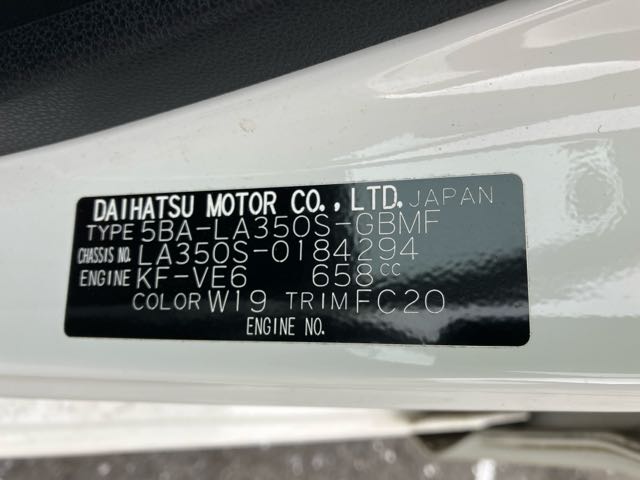 DAIHATSU MOTOR CO., LTD. JAPAN
TYPE 5BA-LA350S-GBMF
CHASSIS NO. LA350S-0184294
ENGINE KF-VE6 658cc
COLOR W19 TRIM FC20
ENGINE NO.